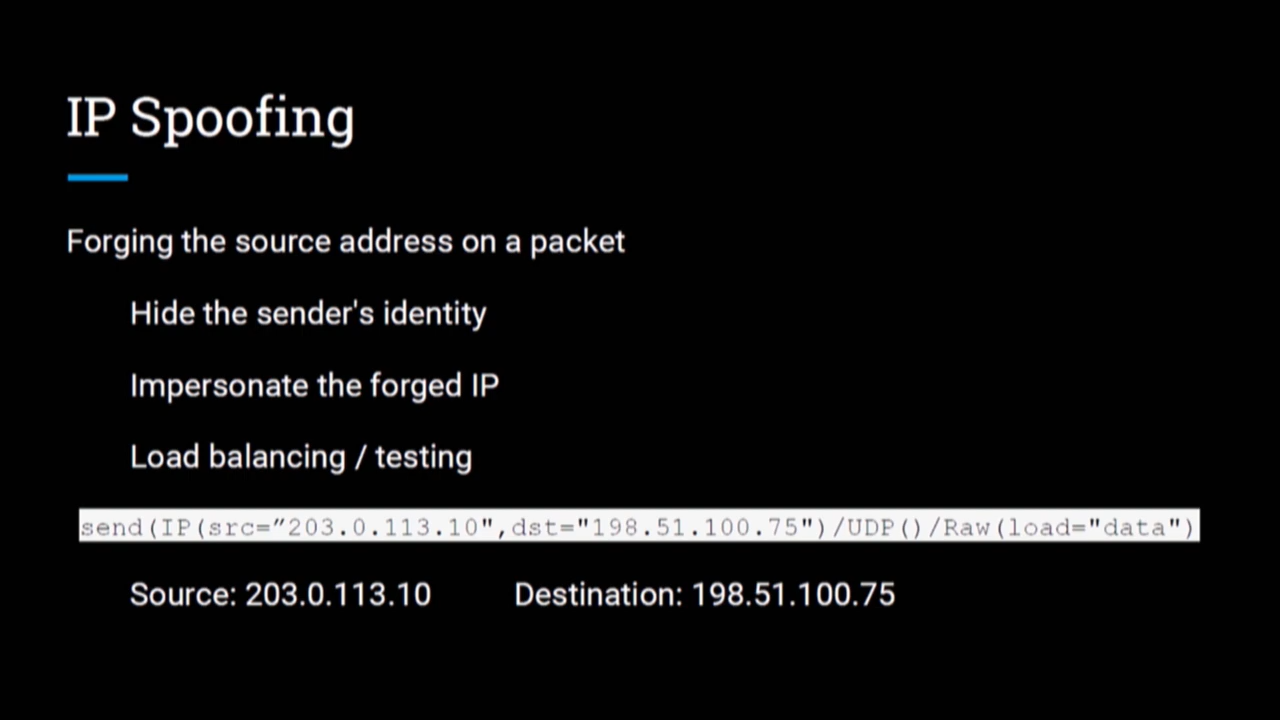 IP Spoofing
Forging the source address on a packet
Hide the sender's identity
Impersonate the forged IP
Load balancing / testing
send(IP(src=”203.0.113.10",dst="198.51.100.75")/UDP()/Raw(load="data")
Source: 203.0.113.10 Destination: 198.51.100.75